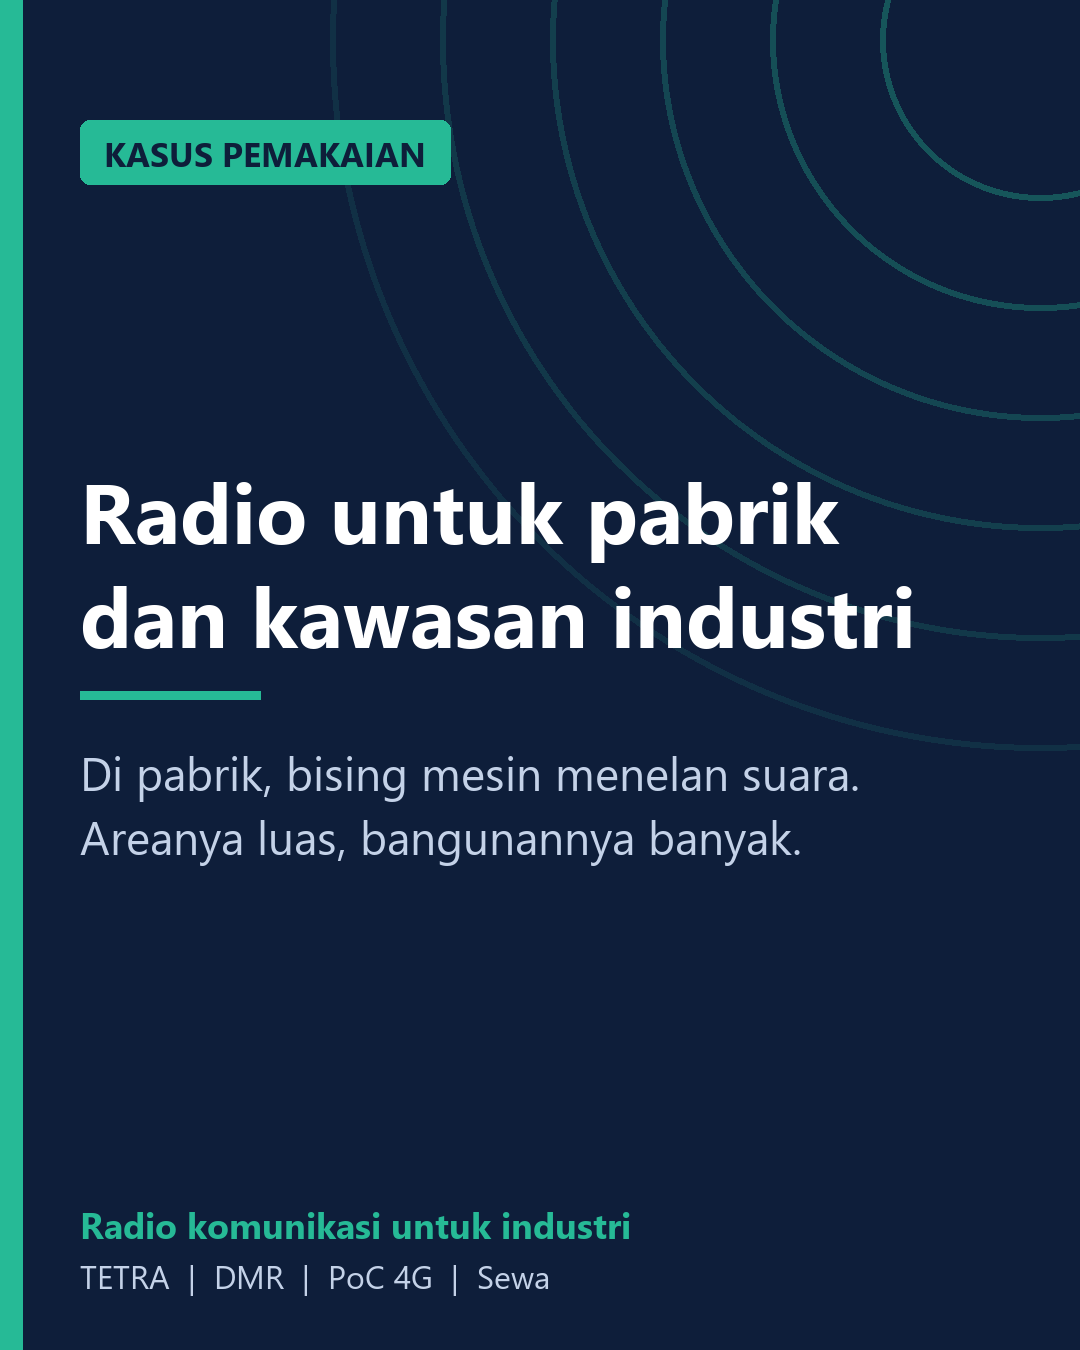 KASUS PEMAKAIAN
Radio untuk pabrik
dan kawasan industri
Di pabrik, bising mesin menelan suara.
Areanya luas, bangunannya banyak.
Radio komunikasi untuk industri
TETRA | DMR | PoC 4G | Sewa